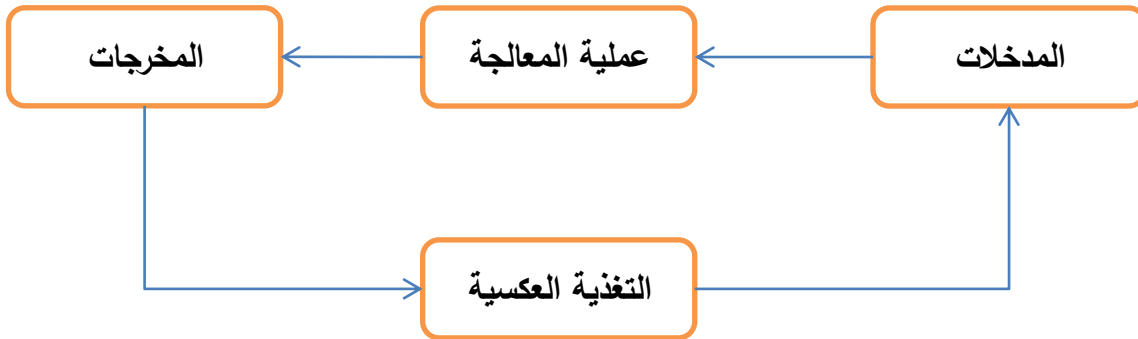 المدخلات
عملية المعالجة
المخرجات
التغذية العكسية